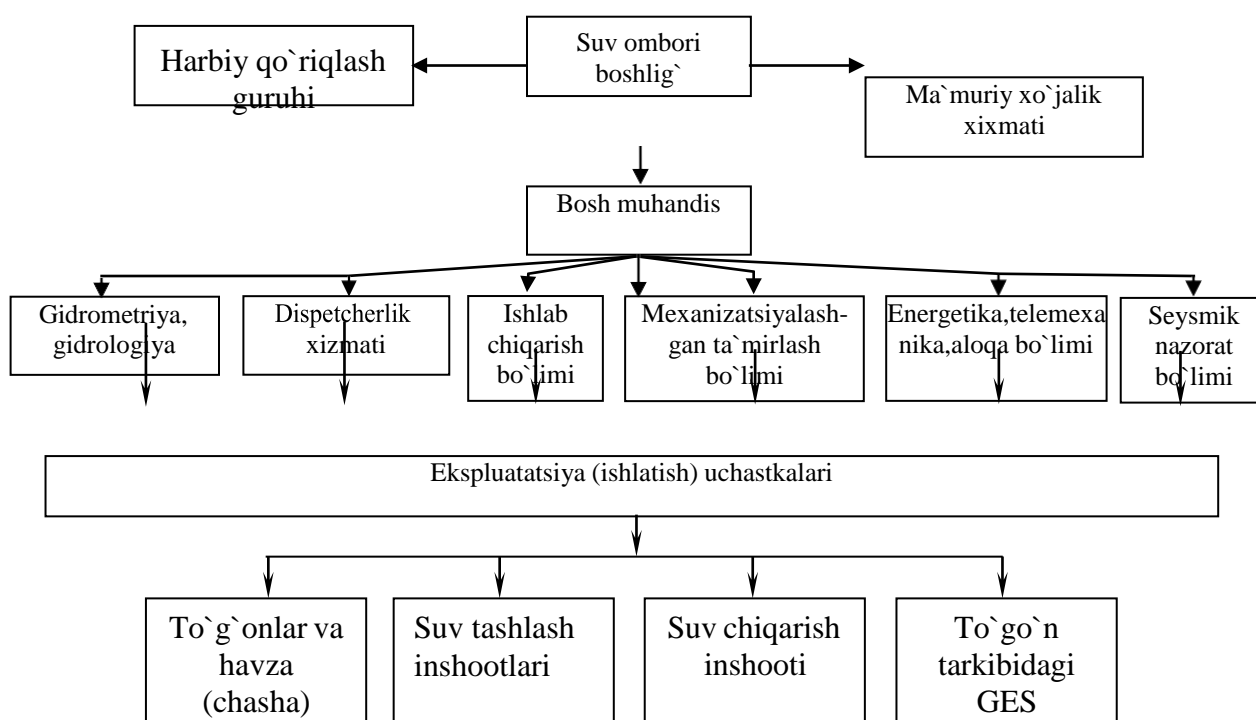 Harbiy qo`riqlash
guruhi
Suv ombori
boshlig`
Ma`muriy xo`jalik
xixmati
Bosh muhandis
Gidrometriya,
gidrologiya
Dispetcherlik
xizmati
Ishlab
chiqarish
bo`limi
Mexanizatsiyalash-
gan ta`mirlash
bo`limi
Energetika,telemexa
nika,aloqa bo`limi
Seysmik
nazorat
bo`limi
Ekspluatatsiya (ishlatish) uchastkalari
To`g`onlar va
havza
(chasha)
Suv tashlash
inshootlari
Suv chiqarish
inshooti
To`go`n
tarkibidagi
GES